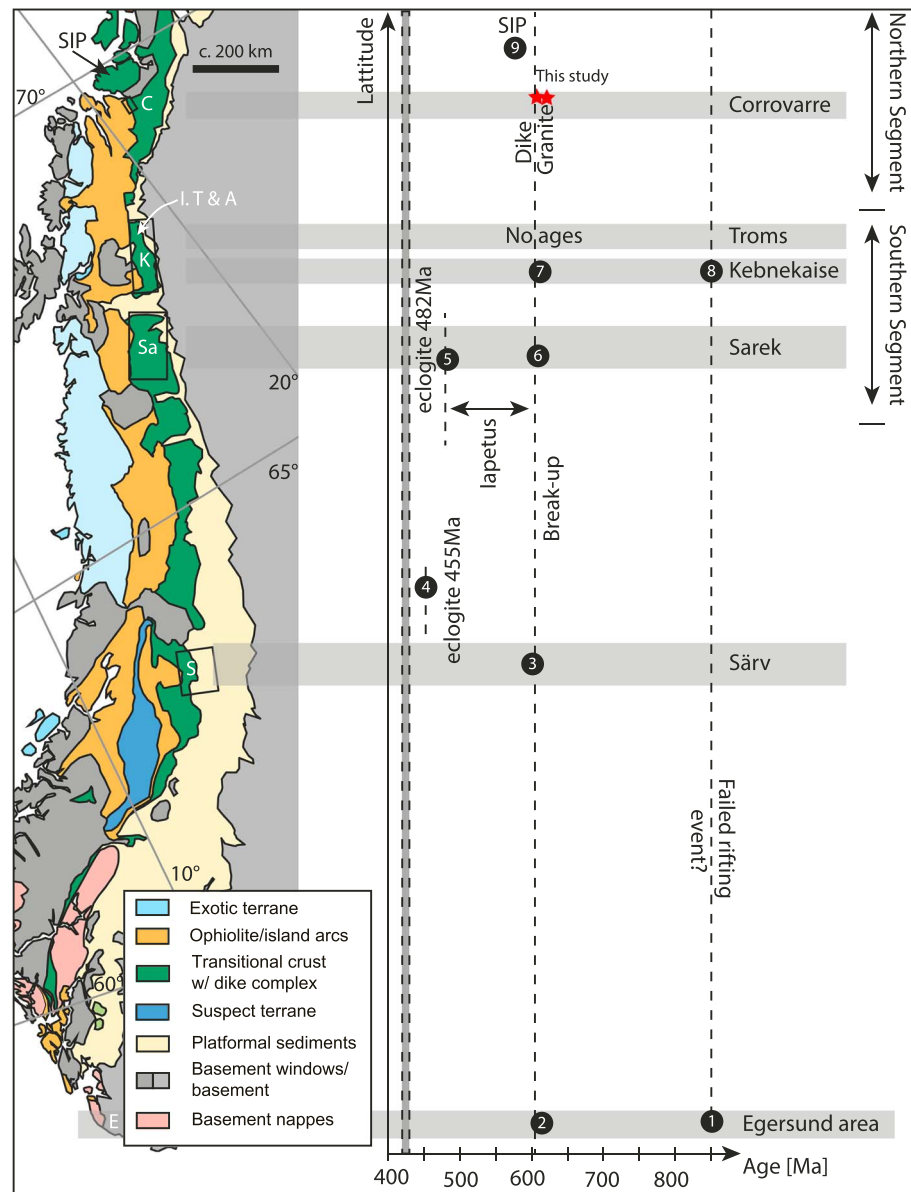 SIP
c. 200 km
70°
C
I. T & A
K
Sa
20°
65°
S
10°
60°
E
Exotic terrane
Ophiolite/island arcs
Transitional crust
w/ dike complex
Suspect terrane
Platformal sediments
Basement windows/
basement
Basement nappes
Lattitude
SIP
9
This study
Dike
Granite
Corrovarre
Northern Segment
No ages
Troms
7
8
Kebnekaise
Southern Segment
eclogite 482Ma
5
6
Sarek
Iapetus
Break-up
4
eclogite 455Ma
3
Särv
Failed rifting
event?
2
1
Egersund area
400
500
600
700
800
Age [Ma]